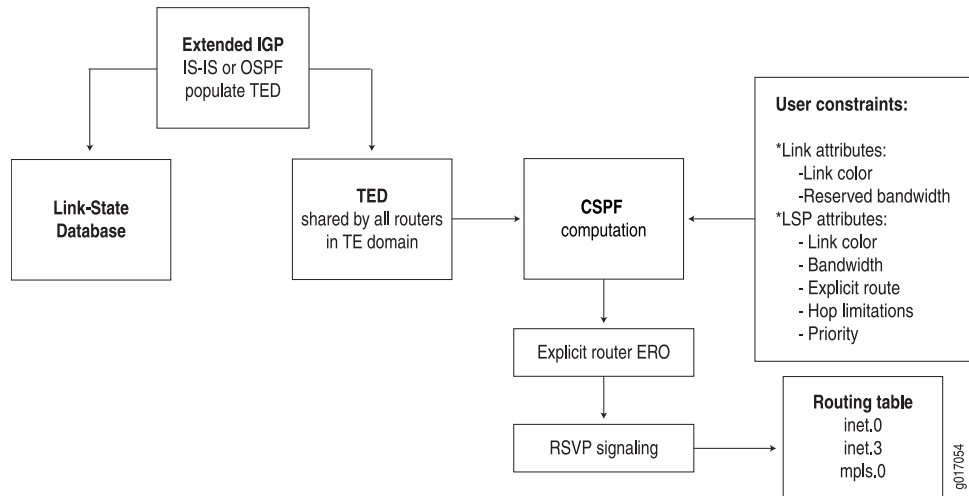 Extended IGP
IS-IS or OSPF
populate TED
Link-State
Database
TED
shared by all routers
in TE domain
CSPF
computation
User constraints:
*Link attributes:
-Link color
-Reserved bandwidth
*LSP attributes:
- Link color
- Bandwidth
- Explicit route
- Hop limitations
- Priority
Explicit router ERO
RSVP signaling
Routing table
inet.0
inet.3
mpls.0
g017054